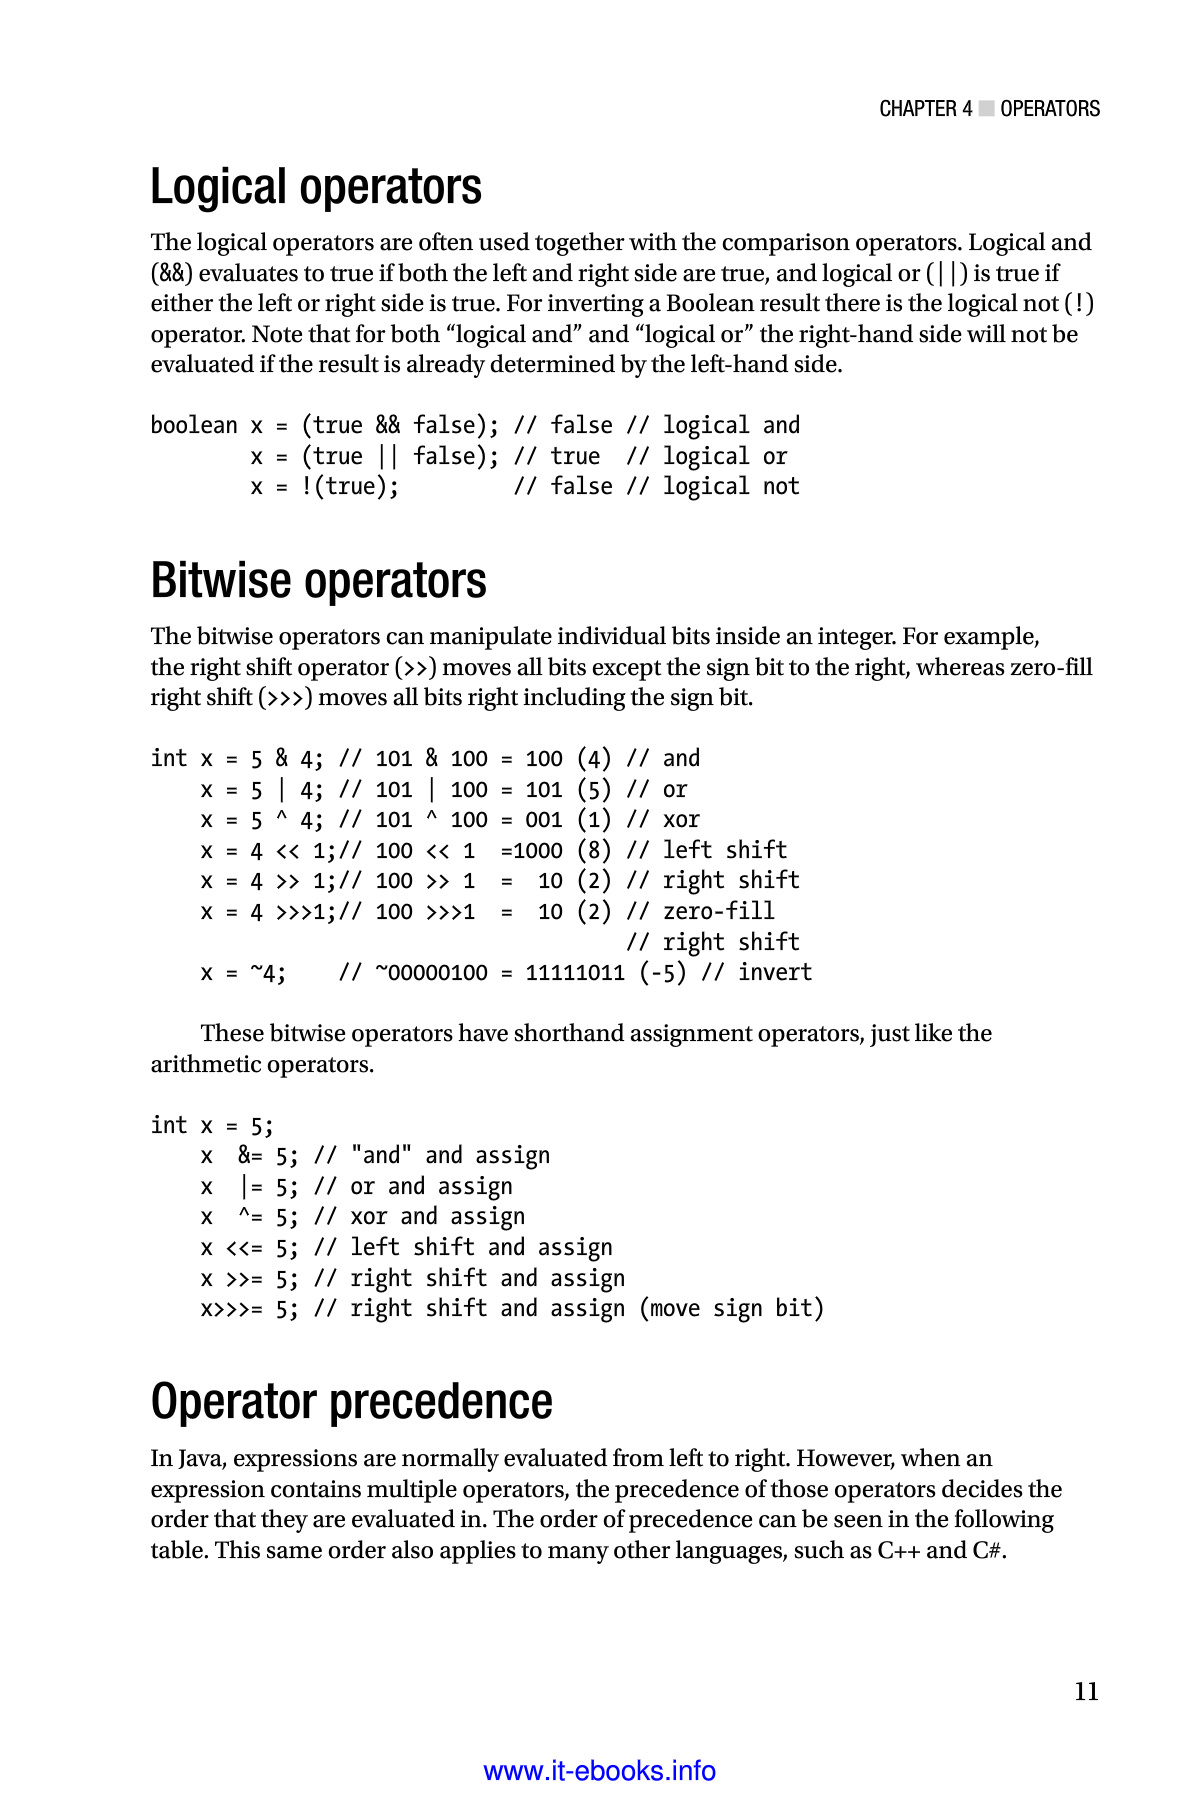 CHAPTER 4 ■ OPERATORS
Logical operators
The logical operators are often used together with the comparison operators. Logical and
(&&) evaluates to true if both the left and right side are true, and logical or (||) is true if
either the left or right side is true. For inverting a Boolean result there is the logical not (!)
operator. Note that for both “logical and” and “logical or” the right-hand side will not be
evaluated if the result is already determined by the left-hand side.
boolean x = (true && false); // false // logical and
        x = (true || false); // true  // logical or
        x = !(true);         // false // logical not
Bitwise operators
The bitwise operators can manipulate individual bits inside an integer. For example,
the right shift operator (>>) moves all bits except the sign bit to the right, whereas zero-fill
right shift (>>>) moves all bits right including the sign bit.
int x = 5 & 4; // 101 & 100 = 100 (4) // and
    x = 5 | 4; // 101 | 100 = 101 (5) // or
    x = 5 ^ 4; // 101 ^ 100 = 001 (1) // xor
    x = 4 << 1;// 100 << 1  =1000 (8) // left shift
    x = 4 >> 1;// 100 >> 1  =  10 (2) // right shift
    x = 4 >>>1;// 100 >>>1  =  10 (2) // zero-fill
                                      // right shift
    x = ~4;    // ~00000100 = 11111011 (-5) // invert
These bitwise operators have shorthand assignment operators, just like the
arithmetic operators.
int x = 5;
    x  &= 5; // "and" and assign
    x  |= 5; // or and assign
    x  ^= 5; // xor and assign
    x <<= 5; // left shift and assign
    x >>= 5; // right shift and assign
    x>>>= 5; // right shift and assign (move sign bit)
Operator precedence
In Java, expressions are normally evaluated from left to right. However, when an
expression contains multiple operators, the precedence of those operators decides the
order that they are evaluated in. The order of precedence can be seen in the following
table. This same order also applies to many other languages, such as C++ and C#.
11
www.it-ebooks.info